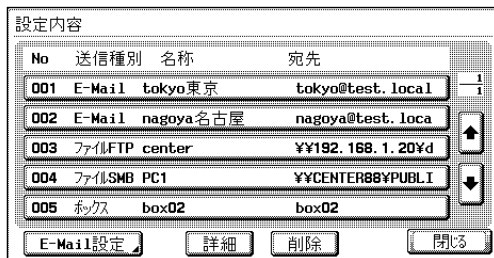 設定内容
No 送信種別 名称 宛先
001 E-Mail tokyo東京 tokyo@test.local
1
1
002 E-Mail nagoya名古屋 nagoya@test.loca
003 ファイルFTP center ¥¥192.168.1.20¥d
004 ファイルSMB PC1 ¥¥CENTER88¥PUBLI
005 ボックス box02 box02
E-Mail設定 詳細 削除 閉じる